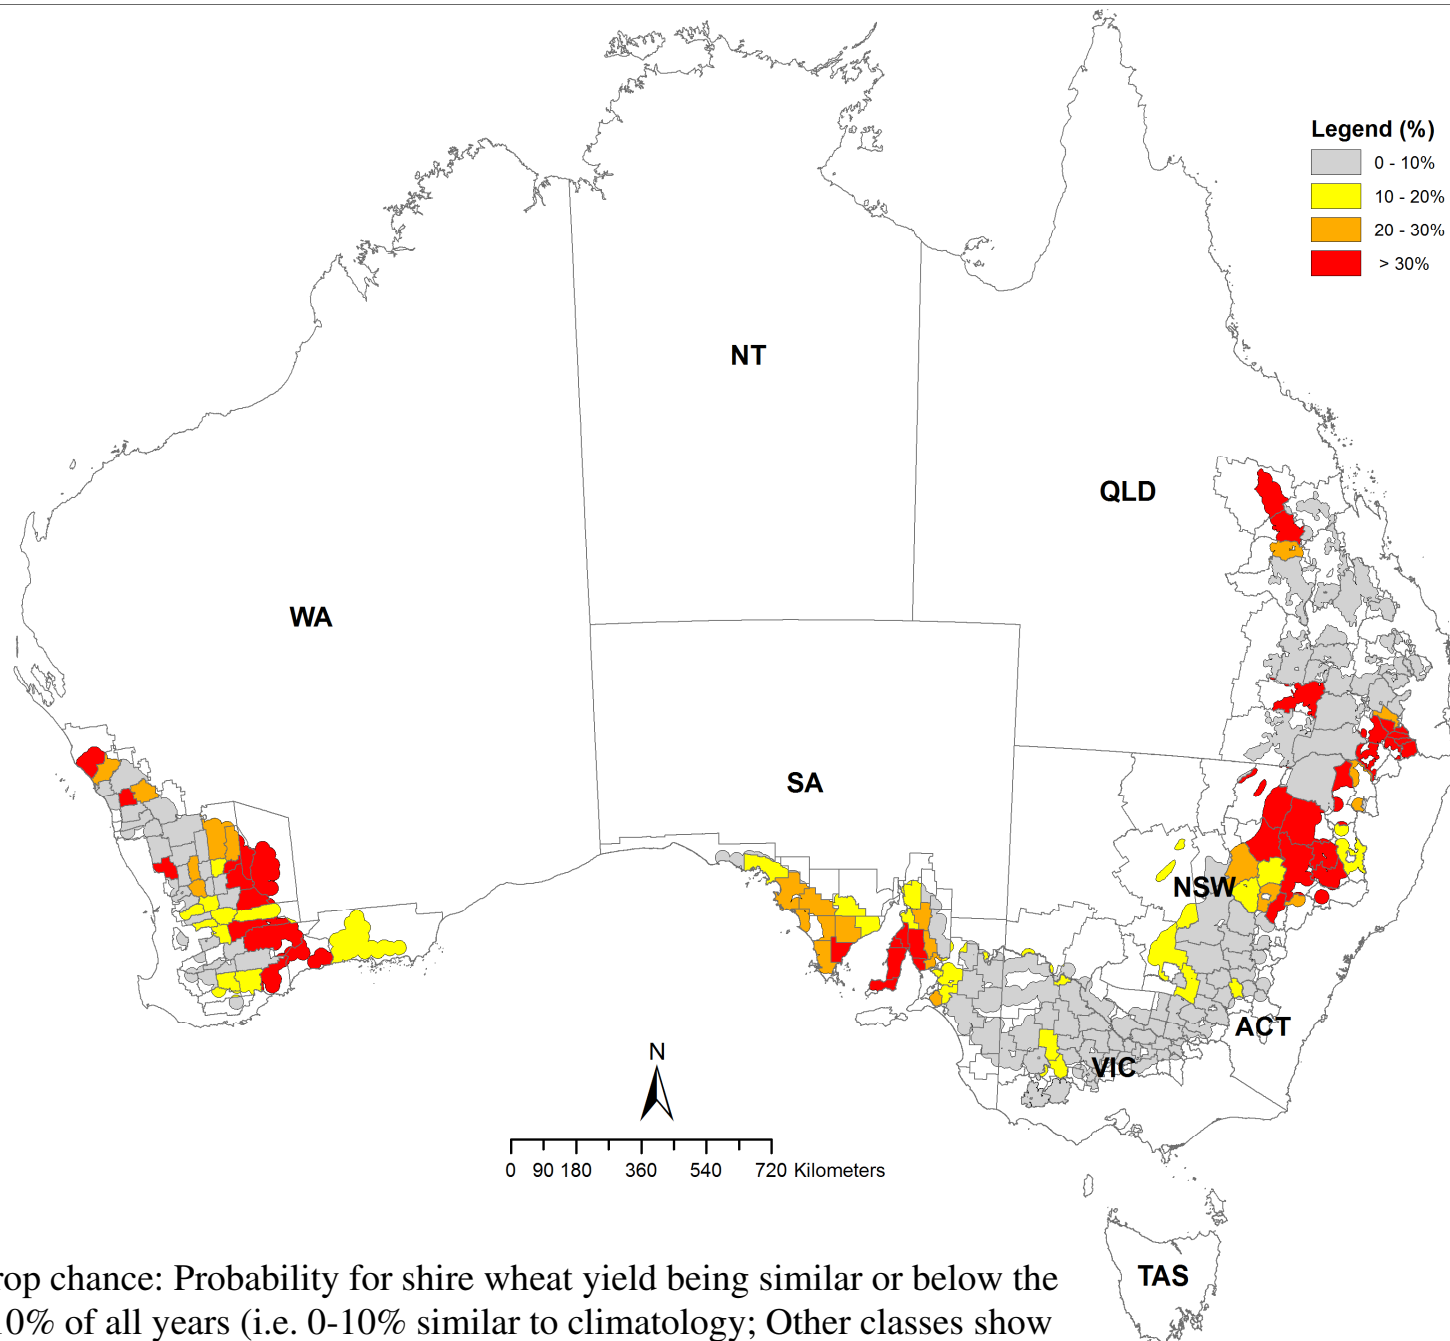 Legend (%)
0 - 10%
10 - 20%
20 - 30%
> 30%
NT
QLD
WA
SA
NSW
ACT
VIC
N
0 90 180 360 540 720 Kilometers
TAS
rop chance: Probability for shire wheat yield being similar or below the
0% of all years (i.e. 0-10% similar to climatology; Other classes show